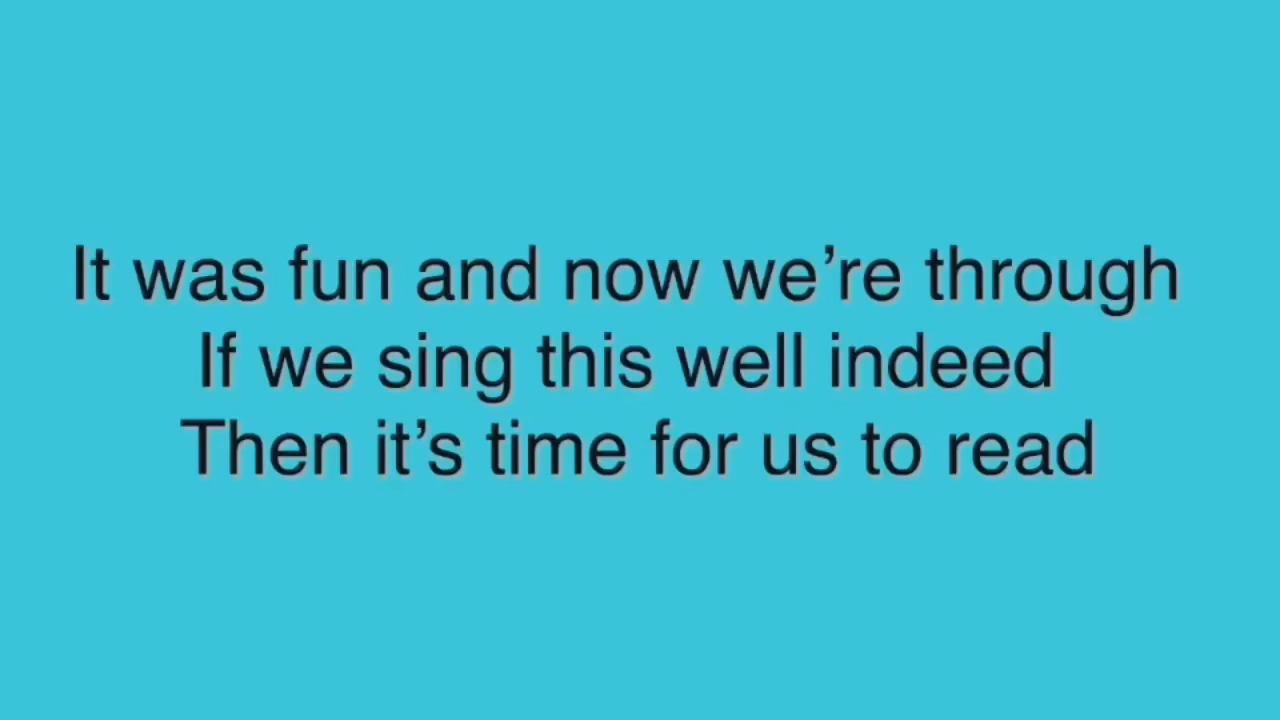 It was fun and now we’re through
If we sing this well indeed
Then it’s time for us to read